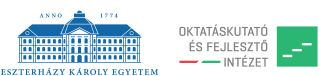 ANNO 1774
ESZTERHÁZY KÁROLY EGYETEM
OKTATÁSKUTATÓ
ÉS FEJLESZTŐ
INTÉZET